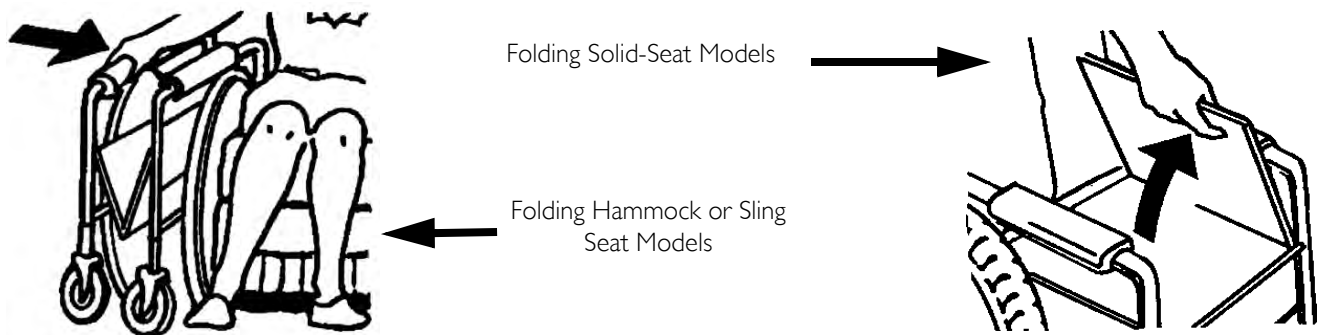 Folding Solid-Seat Models
Folding Hammock or Sling
Seat Models